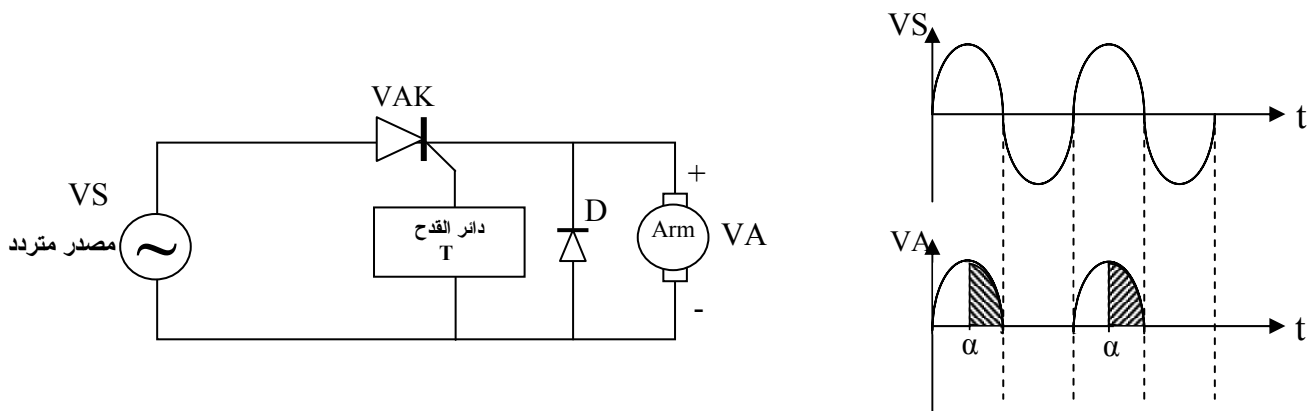 VAK
VS
مصدر متردد
دائر القدح
T
D
+
Arm
VA
-
VS
t
VA
t
α
α